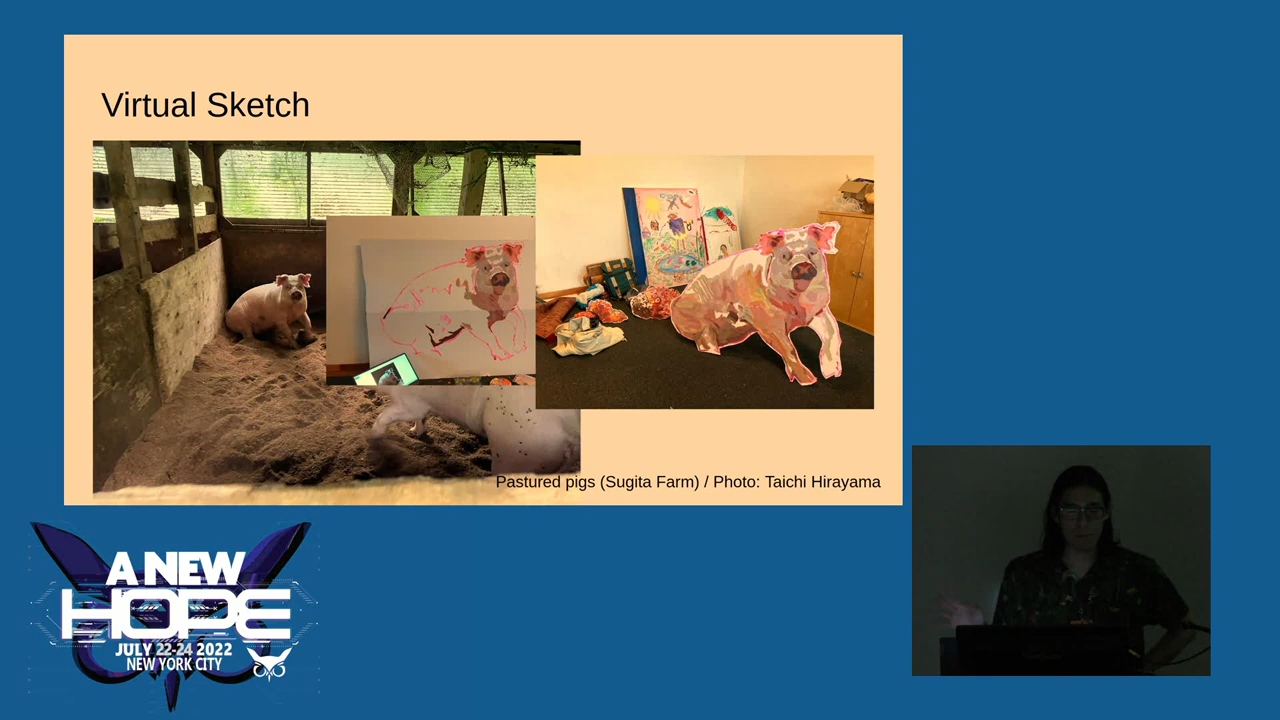 Virtual Sketch
Pastured pigs (Sugita Farm) / Photo: Taichi Hirayama
A NEW
HOPE
JULY 22-24 2022
NEW YORK CITY